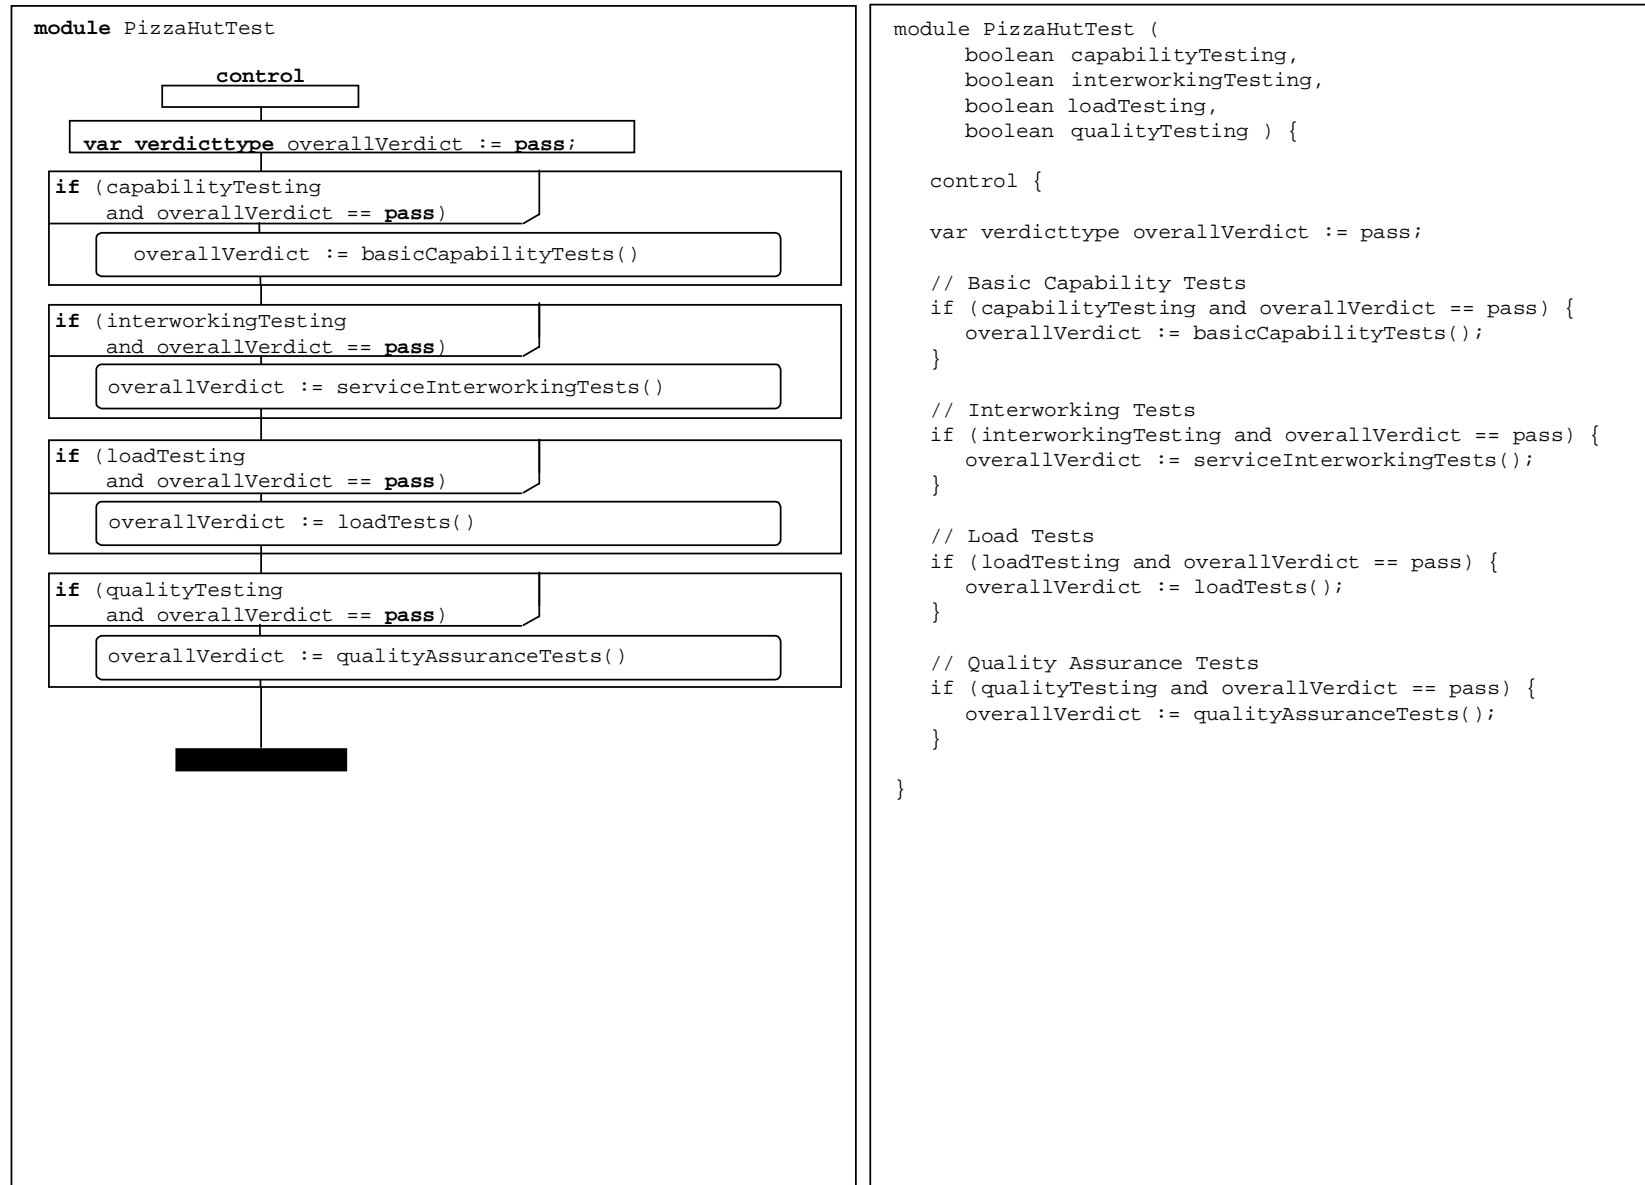 module PizzaHutTest
control
var verdicttype overallVerdict := pass;
if (capabilityTesting
and overallVerdict == pass)
overallVerdict := basicCapabilityTests()
if (interworkingTesting
and overallVerdict == pass)
overallVerdict := serviceInterworkingTests()
if (loadTesting
and overallVerdict == pass)
overallVerdict := loadTests()
if (qualityTesting
and overallVerdict == pass)
overallVerdict := qualityAssuranceTests()
module PizzaHutTest (
boolean capabilityTesting,
boolean interworkingTesting,
boolean loadTesting,
boolean qualityTesting ) {
control {
var verdicttype overallVerdict := pass;
// Basic Capability Tests
if (capabilityTesting and overallVerdict == pass) {
overallVerdict := basicCapabilityTests();
}
// Interworking Tests
if (interworkingTesting and overallVerdict == pass) {
overallVerdict := serviceInterworkingTests();
}
// Load Tests
if (loadTesting and overallVerdict == pass) {
overallVerdict := loadTests();
}
// Quality Assurance Tests
if (qualityTesting and overallVerdict == pass) {
overallVerdict := qualityAssuranceTests();
}
}